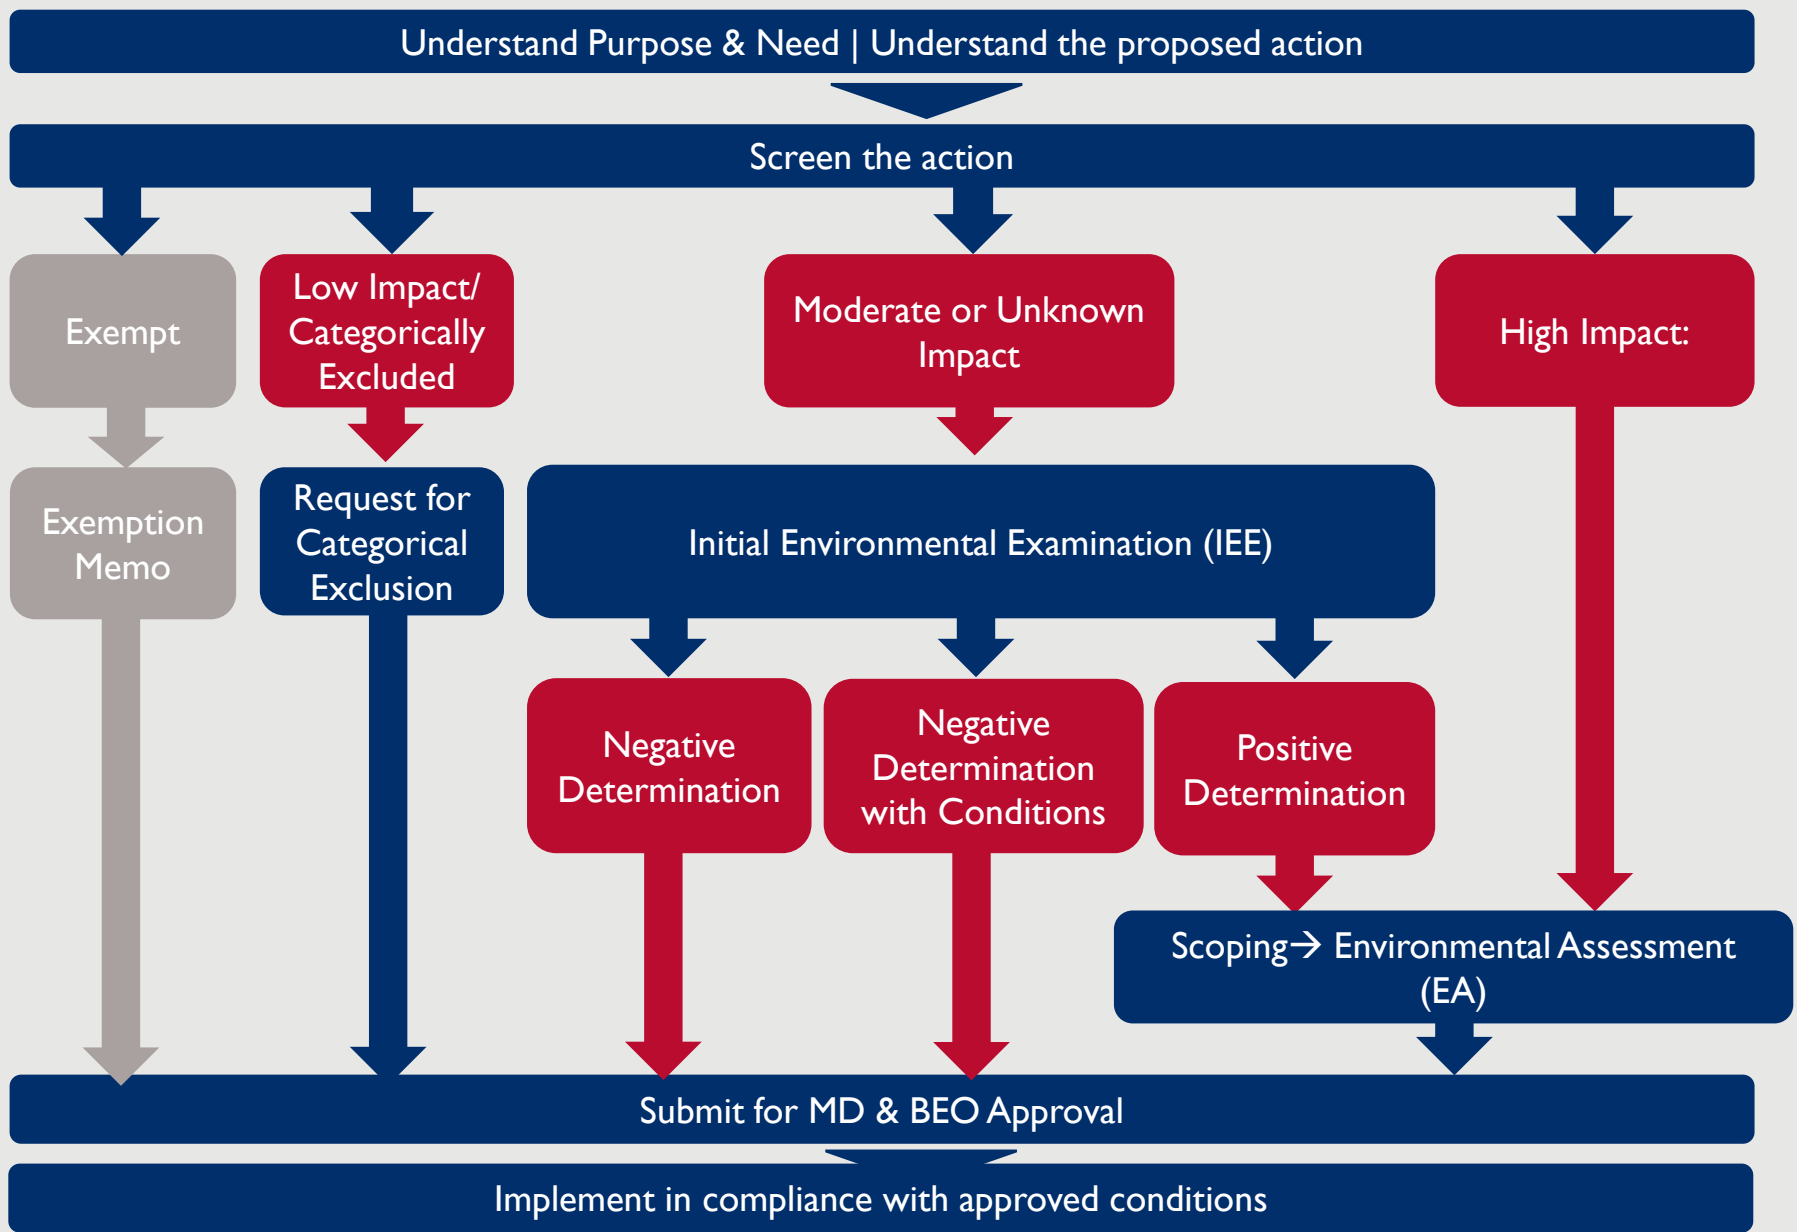 Understand Purpose & Need | Understand the proposed action
Screen the action
Exempt
Low Impact/
Categorically
Excluded
Moderate or Unknown
Impact
High Impact:
Exemption
Memo
Request for
Categorical
Exclusion
Initial Environmental Examination (IEE)
Negative
Determination
Negative
Determination
with Conditions
Positive
Determination
Scoping→ Environmental Assessment
(EA)
Submit for MD & BEO Approval
Implement in compliance with approved conditions